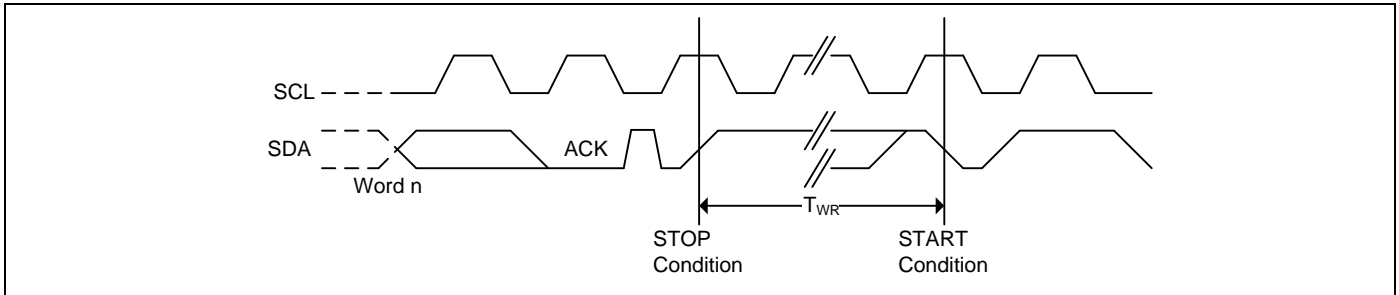 SCL
SDA
ACK
Word n
TWR
STOP
Condition
START
Condition